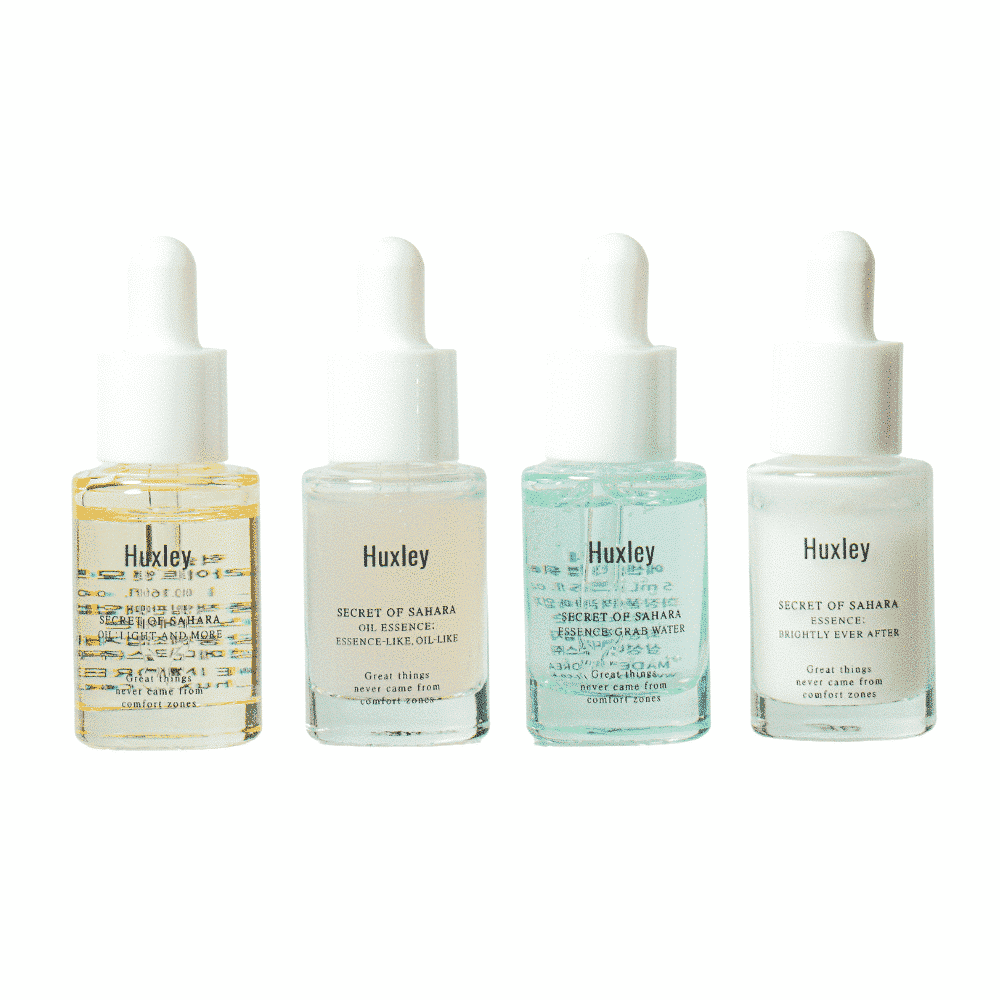 Huxley
SECRET OF SAHARA
OIL; LIGHT AND MORE
Great things
never came from
comfort zones
Huxley
SECRET OF SAHARA
OIL ESSENCE;
ESSENCE-LIKE, OIL-LIKE
Great things
never came from
comfort zones
Huxley
SECRET OF SAHARA
ESSENCE; GRAB WATER
Great things
never came from
comfort zones
Huxley
SECRET OF SAHARA
ESSENCE;
BRIGHTLY EVER AFTER
Great things
never came from
comfort zones